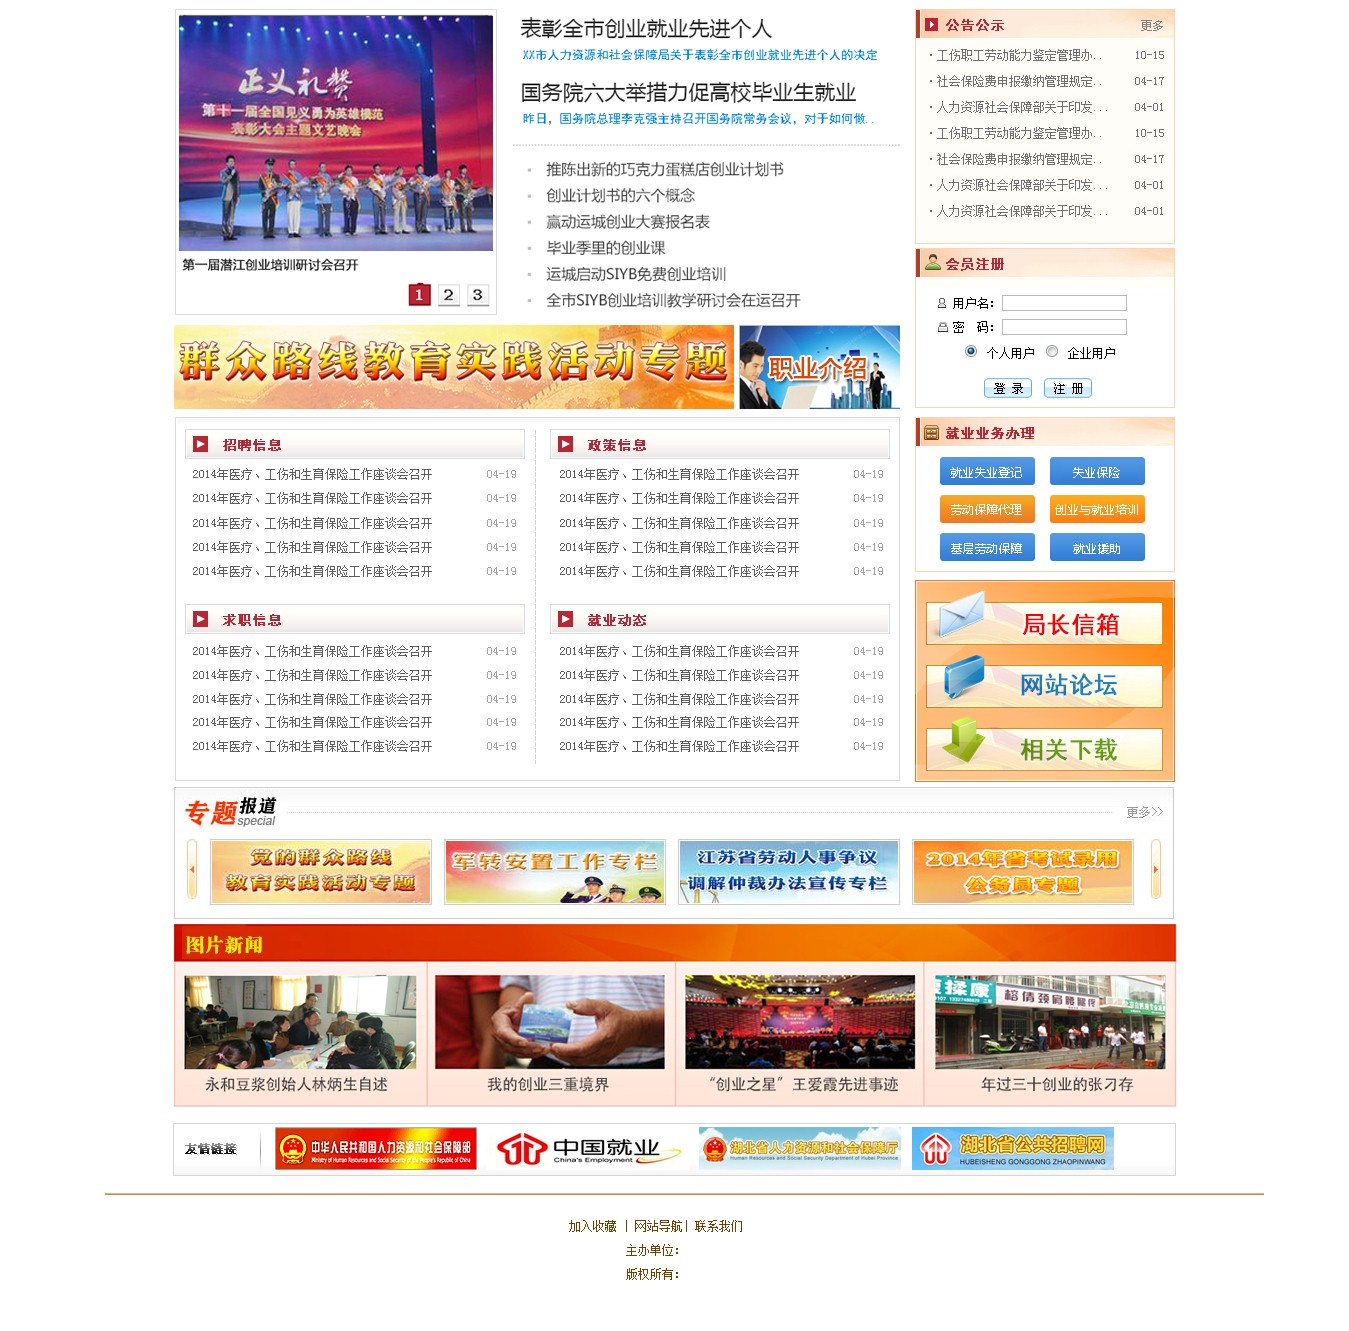 正义礼赞
第十一届全国见义勇为英雄模范
表彰大会主题文艺晚会
第一届潜江创业培训研讨会召开
1 2 3
表彰全市创业就业先进个人
XX市人力资源和社会保障局关于表彰全市创业就业先进个人的决定
国务院六大举措力促高校毕业生就业
昨日，国务院总理李克强主持召开国务院常务会议，对于如何做..
推陈出新的巧克力蛋糕店创业计划书
创业计划书的六个概念
赢动运城创业大赛报名表
毕业季里的创业课
运城启动SIYB免费创业培训
全市SIYB创业培训教学研讨会在运召开
公告公示 更多
·工伤职工劳动能力鉴定管理办.. 10-15
·社会保险费申报缴纳管理规定.. 04-17
·人力资源社会保障部关于印发... 04-01
·工伤职工劳动能力鉴定管理办.. 10-15
·社会保险费申报缴纳管理规定.. 04-17
·人力资源社会保障部关于印发... 04-01
·人力资源社会保障部关于印发... 04-01
会员注册
用户名：
密 码：
个人用户 企业用户
登 录 注 册
群众路线教育实践活动专题
职业介绍
就业业务办理
就业失业登记 失业保险
劳动保障代理 创业与就业培训
基层劳动保障 就业援助
招聘信息
2014年医疗、工伤和生育保险工作座谈会召开 04-19
2014年医疗、工伤和生育保险工作座谈会召开 04-19
2014年医疗、工伤和生育保险工作座谈会召开 04-19
2014年医疗、工伤和生育保险工作座谈会召开 04-19
2014年医疗、工伤和生育保险工作座谈会召开 04-19
政策信息
2014年医疗、工伤和生育保险工作座谈会召开 04-19
2014年医疗、工伤和生育保险工作座谈会召开 04-19
2014年医疗、工伤和生育保险工作座谈会召开 04-19
2014年医疗、工伤和生育保险工作座谈会召开 04-19
2014年医疗、工伤和生育保险工作座谈会召开 04-19
求职信息
2014年医疗、工伤和生育保险工作座谈会召开 04-19
2014年医疗、工伤和生育保险工作座谈会召开 04-19
2014年医疗、工伤和生育保险工作座谈会召开 04-19
2014年医疗、工伤和生育保险工作座谈会召开 04-19
2014年医疗、工伤和生育保险工作座谈会召开 04-19
就业动态
2014年医疗、工伤和生育保险工作座谈会召开 04-19
2014年医疗、工伤和生育保险工作座谈会召开 04-19
2014年医疗、工伤和生育保险工作座谈会召开 04-19
2014年医疗、工伤和生育保险工作座谈会召开 04-19
2014年医疗、工伤和生育保险工作座谈会召开 04-19
局长信箱
网站论坛
相关下载
专题报道
special
更多>>
党的群众路线
教育实践活动专题
军转安置工作专栏
江苏省劳动人事争议
调解仲裁办法宣传专栏
2014年省考试录用
公务员专题
图片新闻
永和豆浆创始人林炳生自述
我的创业三重境界
“创业之星”王爱霞先进事迹
年过三十创业的张刁存
友情链接
中华人民共和国人力资源和社会保障部
Ministry of Human Resources and Social Security of the People's Republic of China
中国就业
China's Employment
湖北省人力资源和社会保障厅
Human Resources and Social Security Department of Hubei Province
湖北省公共招聘网
HUBEISHENG GONGGONG ZHAOPINWANG
加入收藏 | 网站导航| 联系我们
主办单位：
版权所有：